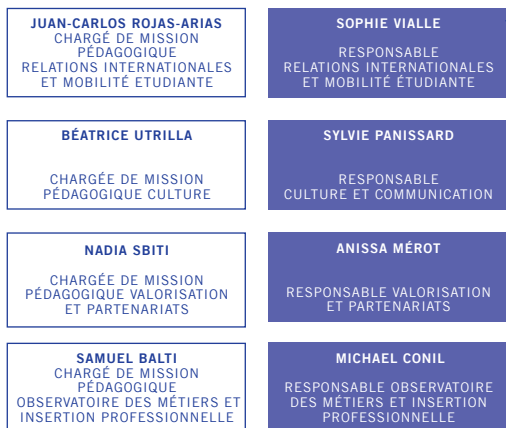 JUAN-CARLOS ROJAS-ARIAS
CHARGÉ DE MISSION
PÉDAGOGIQUE
RELATIONS INTERNATIONALES
ET MOBILITÉ ETUDIANTE
SOPHIE VIALLE
RESPONSABLE
RELATIONS INTERNATIONALES
ET MOBILITÉ ÉTUDIANTE
BÉATRICE UTRILLA
CHARGÉE DE MISSION
PÉDAGOGIQUE CULTURE
SYLVIE PANISSARD
RESPONSABLE
CULTURE ET COMMUNICATION
NADIA SBITI
CHARGÉE DE MISSION
PÉDAGOGIQUE VALORISATION
ET PARTENARIATS
ANISSA MÉROT
RESPONSABLE VALORISATION
ET PARTENARIATS
SAMUEL BALTI
CHARGÉ DE MISSION
PÉDAGOGIQUE
OBSERVATOIRE DES MÉTIERS ET
INSERTION PROFESSIONNELLE
MICHAEL CONIL
RESPONSABLE OBSERVATOIRE
DES MÉTIERS ET INSERTION
PROFESSIONNELLE